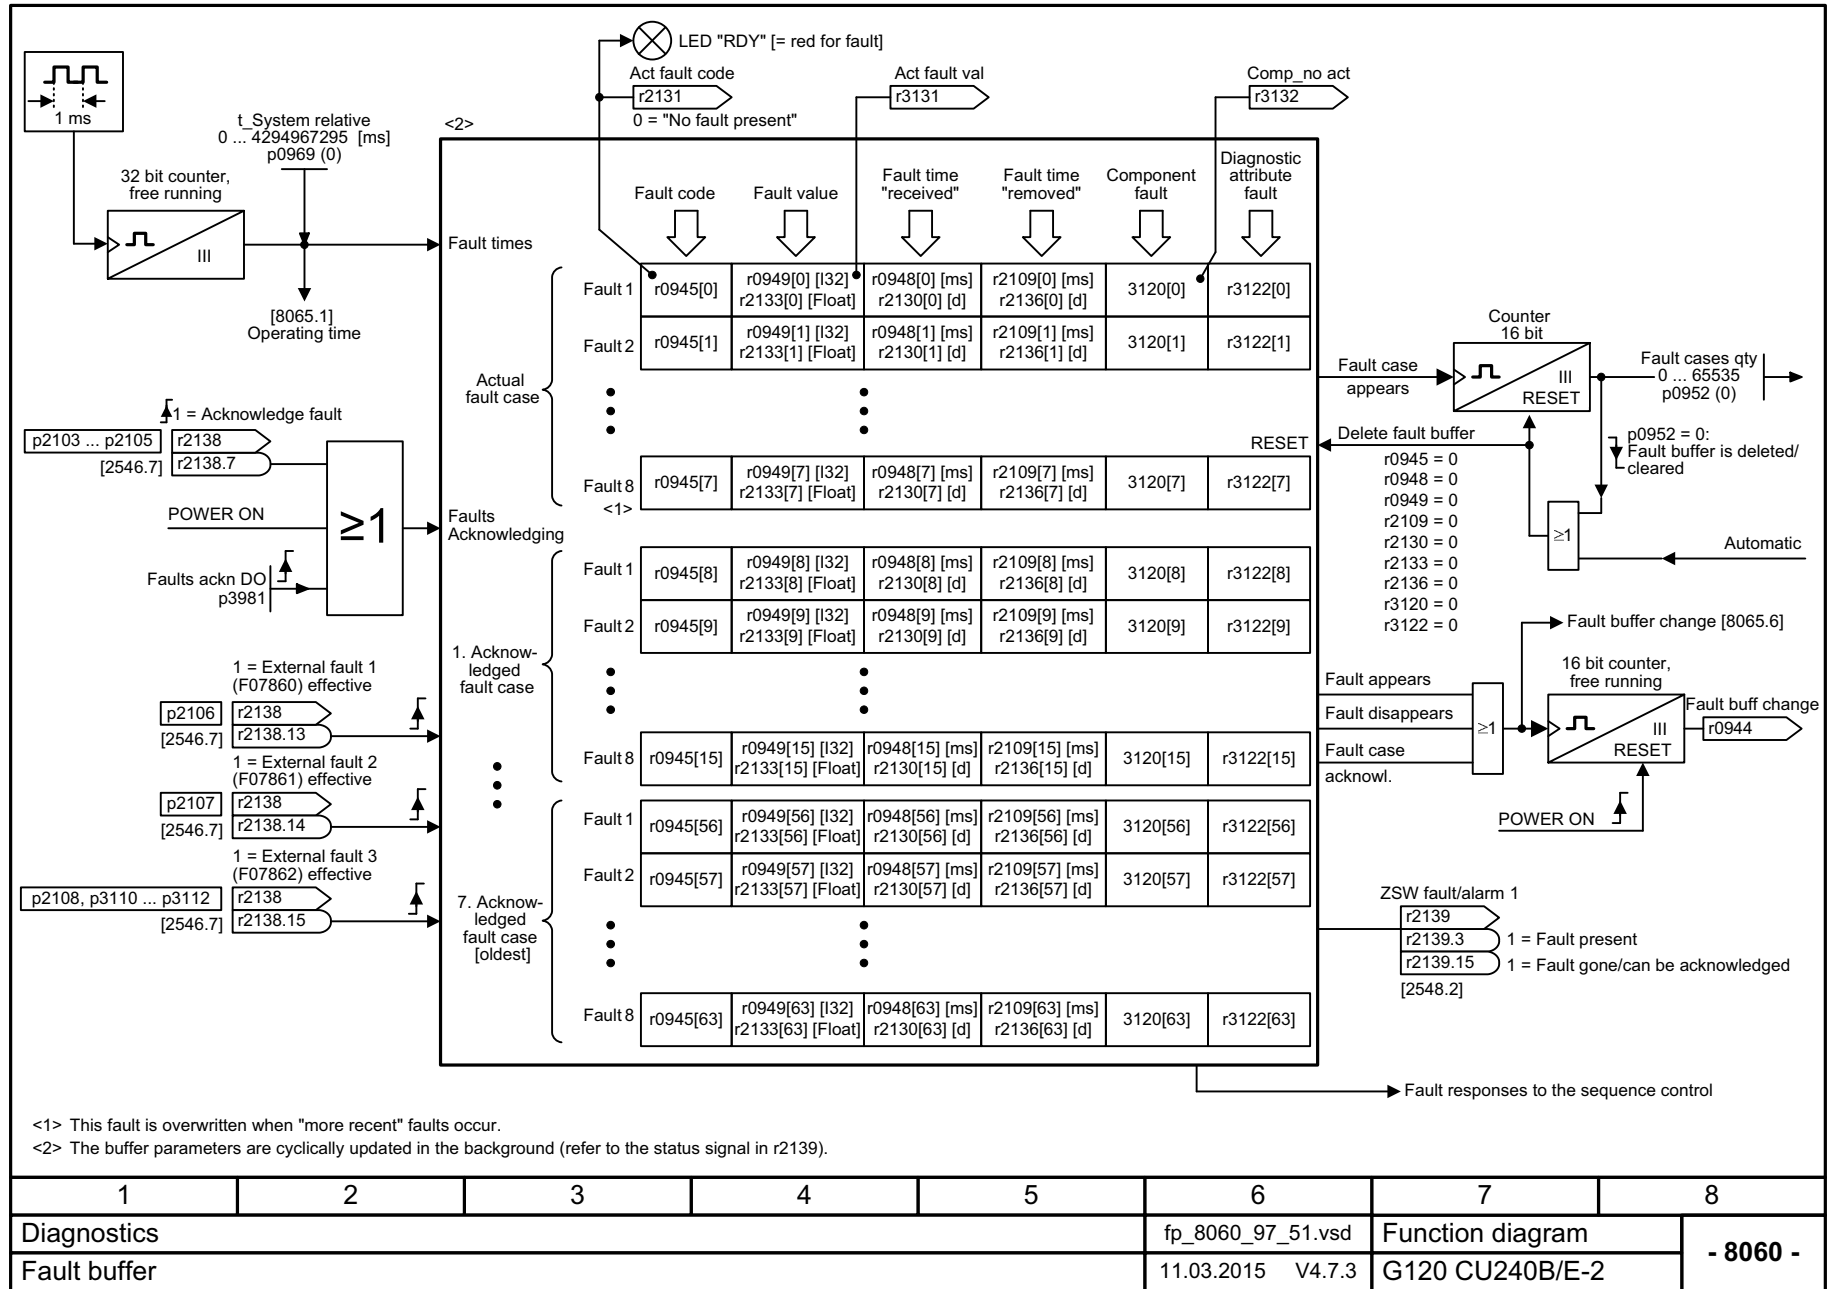 LED "RDY" [= red for fault]
1 ms
Act fault code
r2131
0 = "No fault present"
Act fault val
r3131
Comp_no act
r3132
t_System relative
0 ... 4294967295 [ms]
p0969 (0)
<2>
32 bit counter,
free running
III
[8065.1]
Operating time
Fault times
Fault code
Fault value
Fault time
"received"
Fault time
"removed"
Component
fault
Diagnostic
attribute
fault
Actual
fault case
Fault 1
r0945[0]
r0949[0] [I32]
r2133[0] [Float]
r0948[0] [ms]
r2130[0] [d]
r2109[0] [ms]
r2136[0] [d]
3120[0]
r3122[0]
Fault 2
r0945[1]
r0949[1] [I32]
r2133[1] [Float]
r0948[1] [ms]
r2130[1] [d]
r2109[1] [ms]
r2136[1] [d]
3120[1]
r3122[1]
Fault 8
<1>
r0945[7]
r0949[7] [I32]
r2133[7] [Float]
r0948[7] [ms]
r2130[7] [d]
r2109[7] [ms]
r2136[7] [d]
3120[7]
r3122[7]
1 = Acknowledge fault
p2103 ... p2105
r2138
[2546.7]
r2138.7
POWER ON
≥1
Faults ackn DO
p3981
Faults
Acknowledging
1. Acknow-
ledged
fault case
Fault 1
r0945[8]
r0949[8] [I32]
r2133[8] [Float]
r0948[8] [ms]
r2130[8] [d]
r2109[8] [ms]
r2136[8] [d]
3120[8]
r3122[8]
Fault 2
r0945[9]
r0949[9] [I32]
r2133[9] [Float]
r0948[9] [ms]
r2130[9] [d]
r2109[9] [ms]
r2136[9] [d]
3120[9]
r3122[9]
Fault 8
r0945[15]
r0949[15] [I32]
r2133[15] [Float]
r0948[15] [ms]
r2130[15] [d]
r2109[15] [ms]
r2136[15] [d]
3120[15]
r3122[15]
1 = External fault 1
(F07860) effective
p2106
r2138
[2546.7]
r2138.13
1 = External fault 2
(F07861) effective
p2107
r2138
[2546.7]
r2138.14
1 = External fault 3
(F07862) effective
p2108, p3110 ... p3112
r2138
[2546.7]
r2138.15
7. Acknow-
ledged
fault case
[oldest]
Fault 1
r0945[56]
r0949[56] [I32]
r2133[56] [Float]
r0948[56] [ms]
r2130[56] [d]
r2109[56] [ms]
r2136[56] [d]
3120[56]
r3122[56]
Fault 2
r0945[57]
r0949[57] [I32]
r2133[57] [Float]
r0948[57] [ms]
r2130[57] [d]
r2109[57] [ms]
r2136[57] [d]
3120[57]
r3122[57]
Fault 8
r0945[63]
r0949[63] [I32]
r2133[63] [Float]
r0948[63] [ms]
r2130[63] [d]
r2109[63] [ms]
r2136[63] [d]
3120[63]
r3122[63]
Fault case
appears
Counter
16 bit
III
RESET
Fault cases qty
0 ... 65535
p0952 (0)
RESET
Delete fault buffer
r0945 = 0
r0948 = 0
r0949 = 0
r2109 = 0
r2130 = 0
r2133 = 0
r2136 = 0
r3120 = 0
r3122 = 0
p0952 = 0:
Fault buffer is deleted/
cleared
≥1
Automatic
Fault buffer change [8065.6]
Fault appears
Fault disappears
Fault case
acknowl.
≥1
16 bit counter,
free running
III
RESET
Fault buff change
r0944
POWER ON
ZSW fault/alarm 1
r2139
r2139.3
1 = Fault present
r2139.15
1 = Fault gone/can be acknowledged
[2548.2]
Fault responses to the sequence control
<1> This fault is overwritten when "more recent" faults occur.
<2> The buffer parameters are cyclically updated in the background (refer to the status signal in r2139).
1 2 3 4 5 6 7 8
Diagnostics
fp_8060_97_51.vsd
Function diagram
- 8060 -
Fault buffer
11.03.2015 V4.7.3
G120 CU240B/E-2